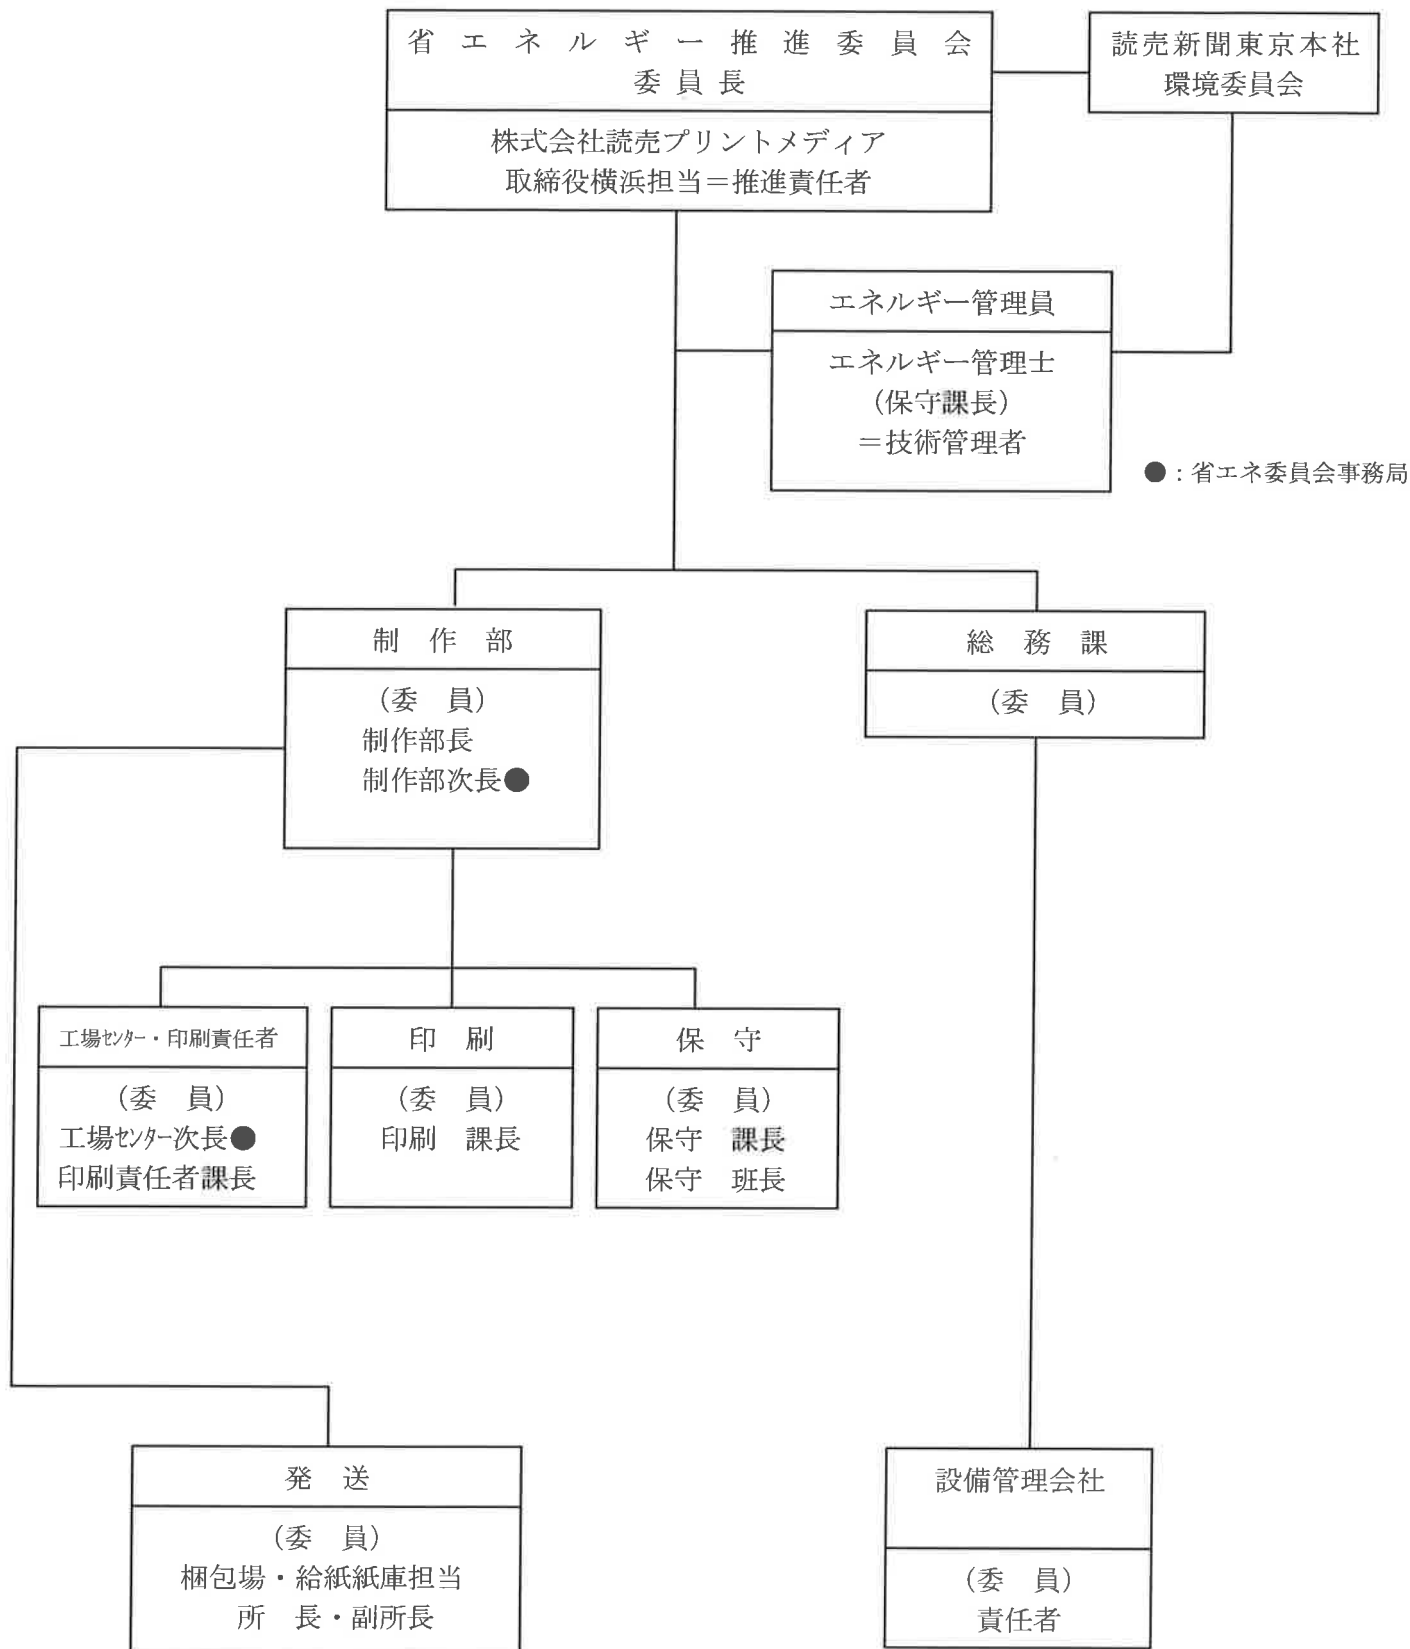 省エネルギー推進委員会
委員長
株式会社読売プリントメディア
取締役横浜担当＝推進責任者
読売新聞東京本社
環境委員会
エネルギー管理員
エネルギー管理士
（保守課長）
＝技術管理者
●：省エネ委員会事務局
制　作　部
（委　員）
制作部長
制作部次長●
総　務　課
（委　員）
工場ｾﾝﾀｰ・印刷責任者
（委　員）
工場ｾﾝﾀｰ次長●
印刷責任者課長
印　刷
（委　員）
印刷　課長
保　守
（委　員）
保守　課長
保守　班長
発　送
（委　員）
梱包場・給紙紙庫担当
所　長・副所長
設備管理会社
（委　員）
責任者